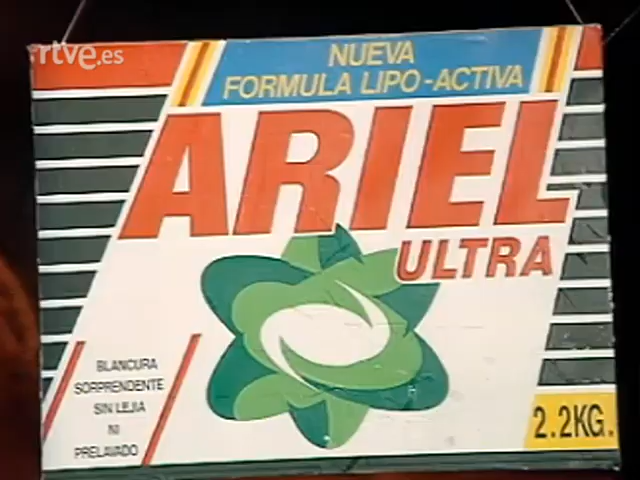 rtve.es
NUEVA
FORMULA LIPO-ACTIVA
ARIEL
ULTRA
BLANCURA
SORPRENDENTE
SIN LEJIA
NI
PRELAVADO
2.2KG.